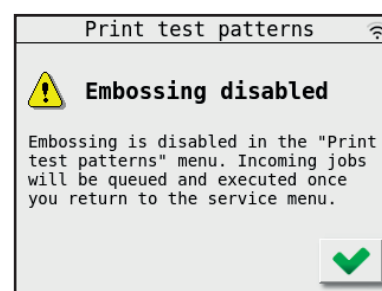 Print test patterns
Embossing disabled
Embossing is disabled in the "Print
test patterns" menu. Incoming jobs
will be queued and executed once
you return to the service menu.